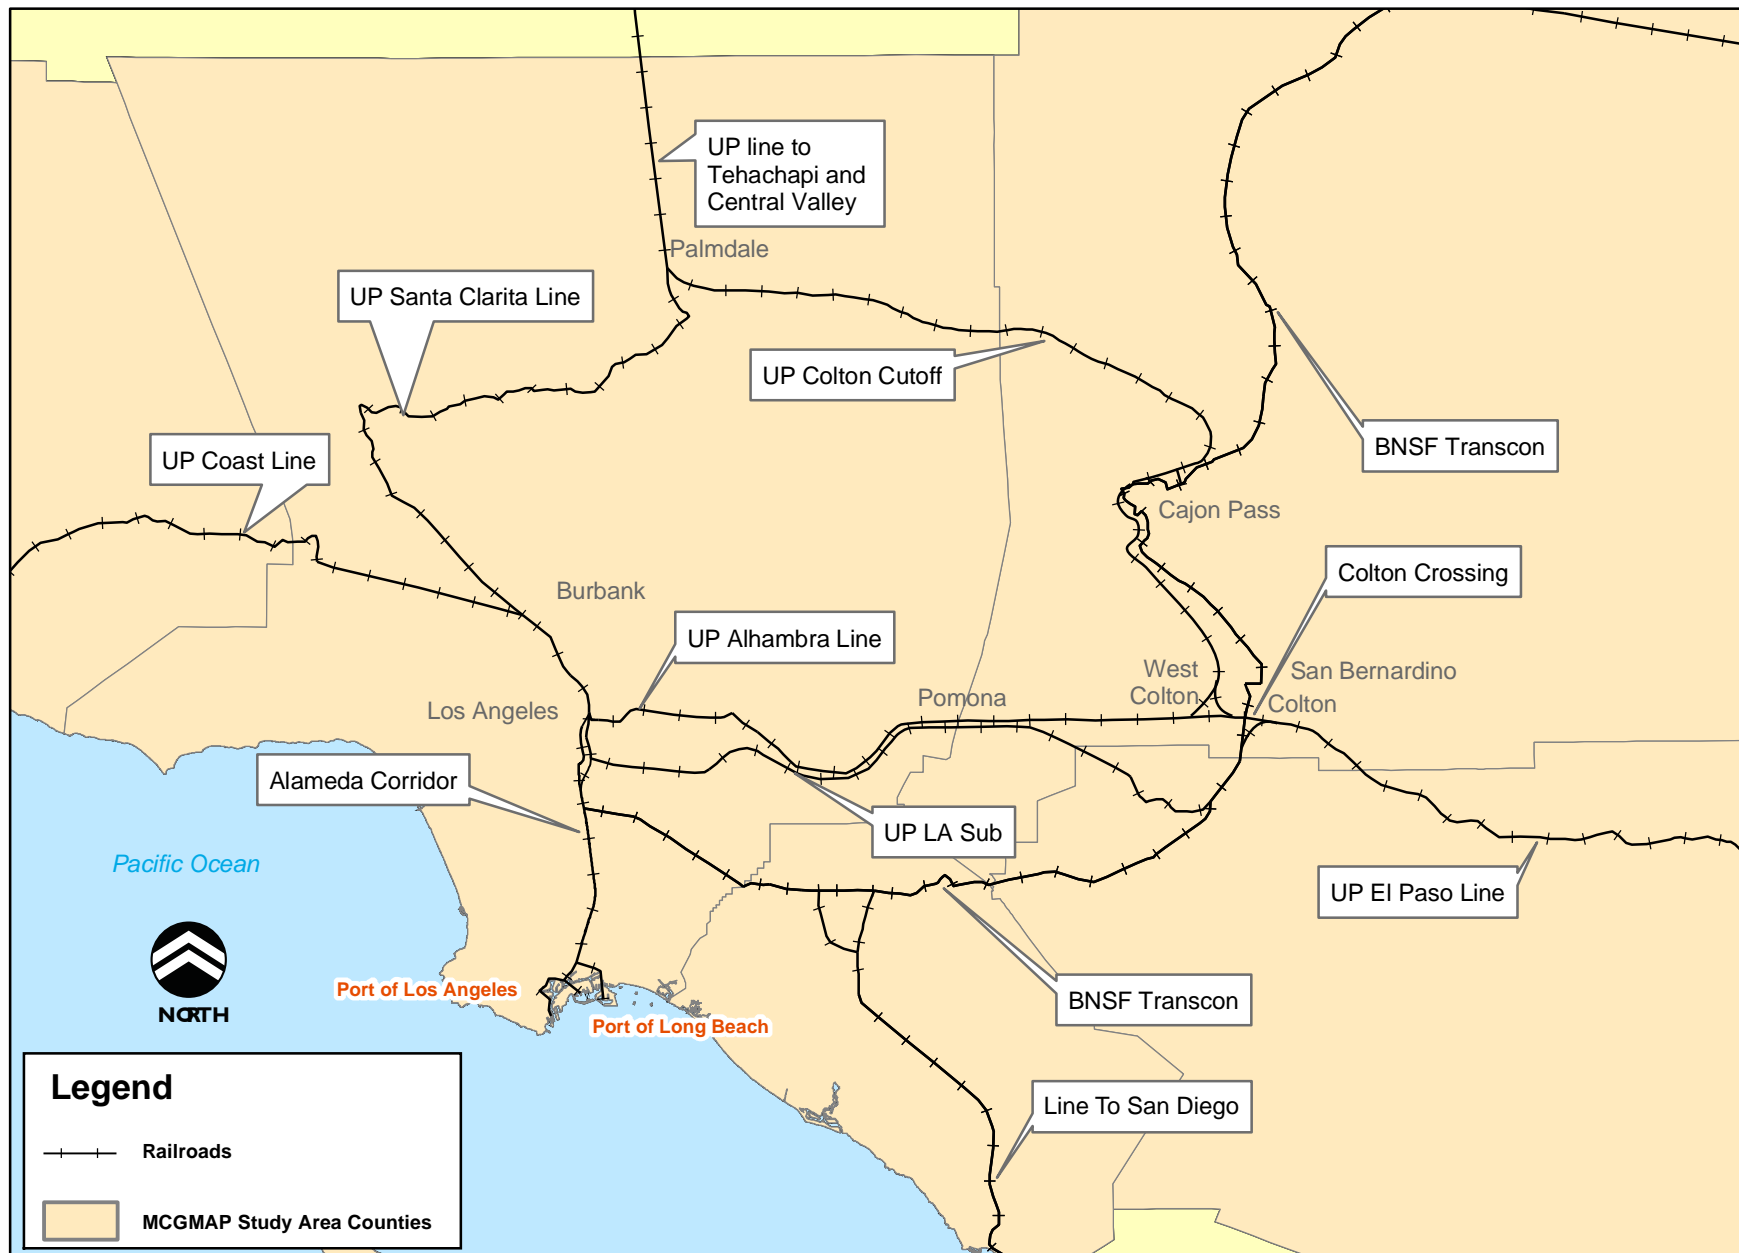 UP line to
Tehachapi and
Central Valley
Palmdale
UP Santa Clarita Line
UP Colton Cutoff
UP Coast Line
BNSF Transcon
Cajon Pass
Colton Crossing
Burbank
UP Alhambra Line
West
Colton
San Bernardino
Colton
Pomona
Los Angeles
Alameda Corridor
UP LA Sub
Pacific Ocean
UP El Paso Line
NORTH
Port of Los Angeles
BNSF Transcon
Port of Long Beach
Line To San Diego
Legend
Railroads
MCGMAP Study Area Counties